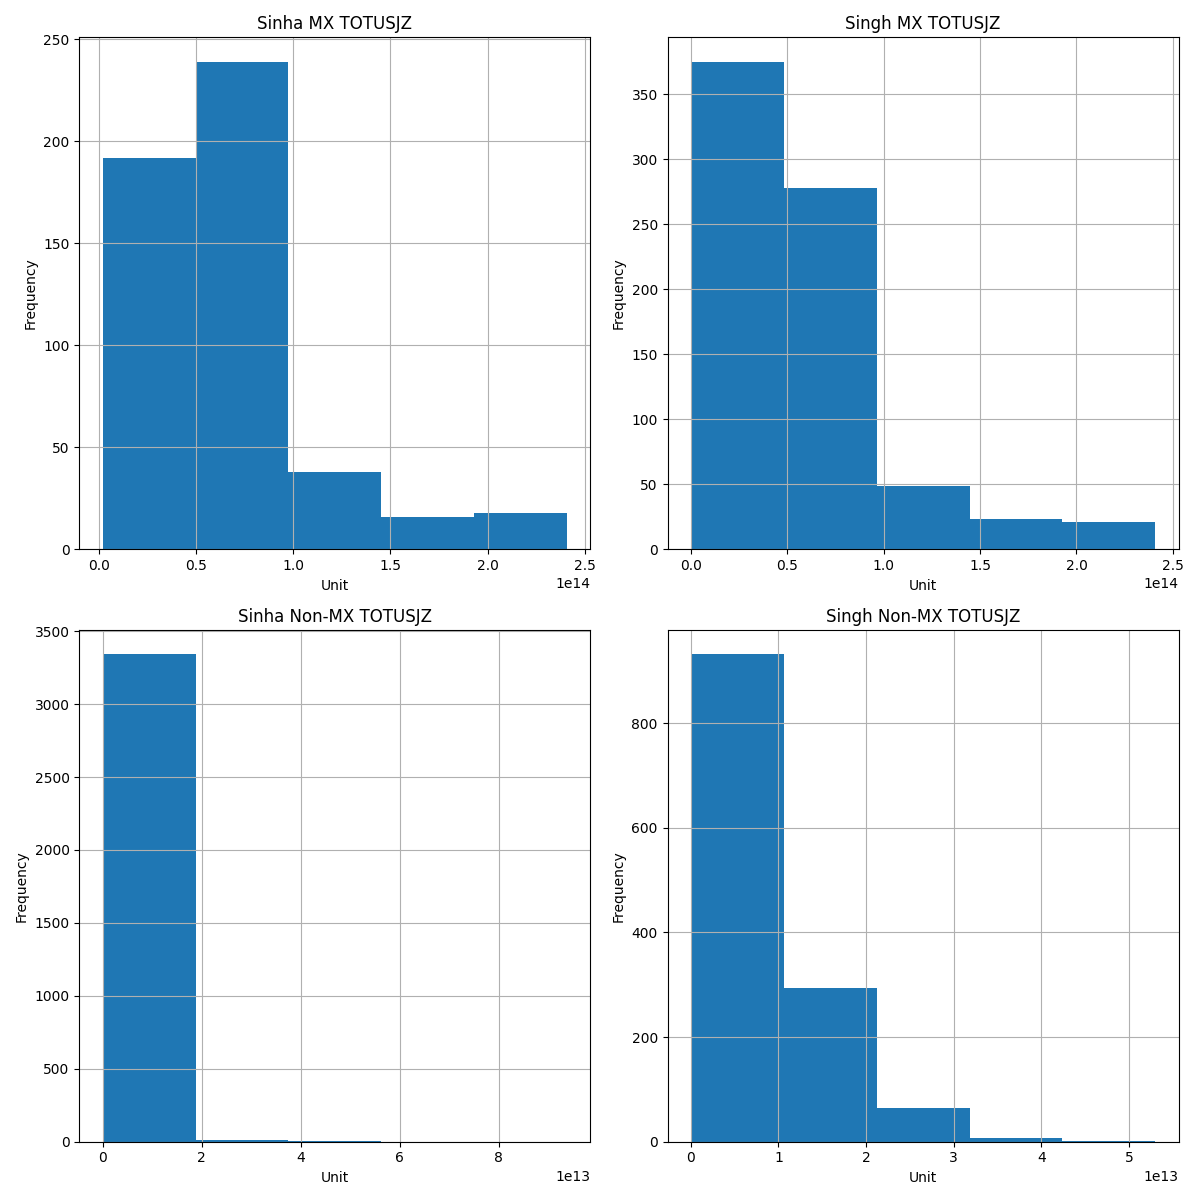 Sinha MX TOTUSJZ
250
200
150
100
50
0
Frequency
0.0 0.5 1.0 1.5 2.0 2.5
1e14
Unit
Singh MX TOTUSJZ
350
300
250
200
150
100
50
0
Frequency
0.0 0.5 1.0 1.5 2.0 2.5
1e14
Unit
Sinha Non-MX TOTUSJZ
3500
3000
2500
2000
1500
1000
500
0
Frequency
0 2 4 6 8
1e13
Unit
Singh Non-MX TOTUSJZ
800
600
400
200
0
Frequency
0 1 2 3 4 5
1e13
Unit